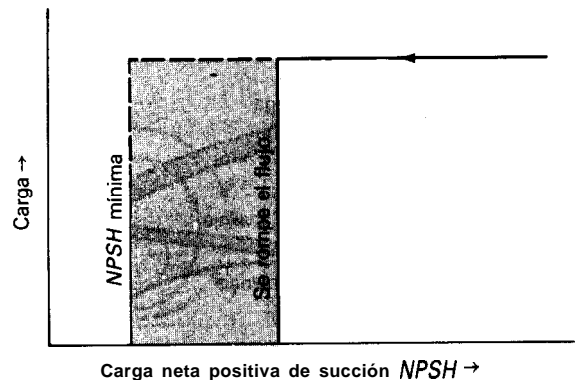 Carga →
NPSH mínima
Se rompe el flujo
Carga neta positiva de succión NPSH →